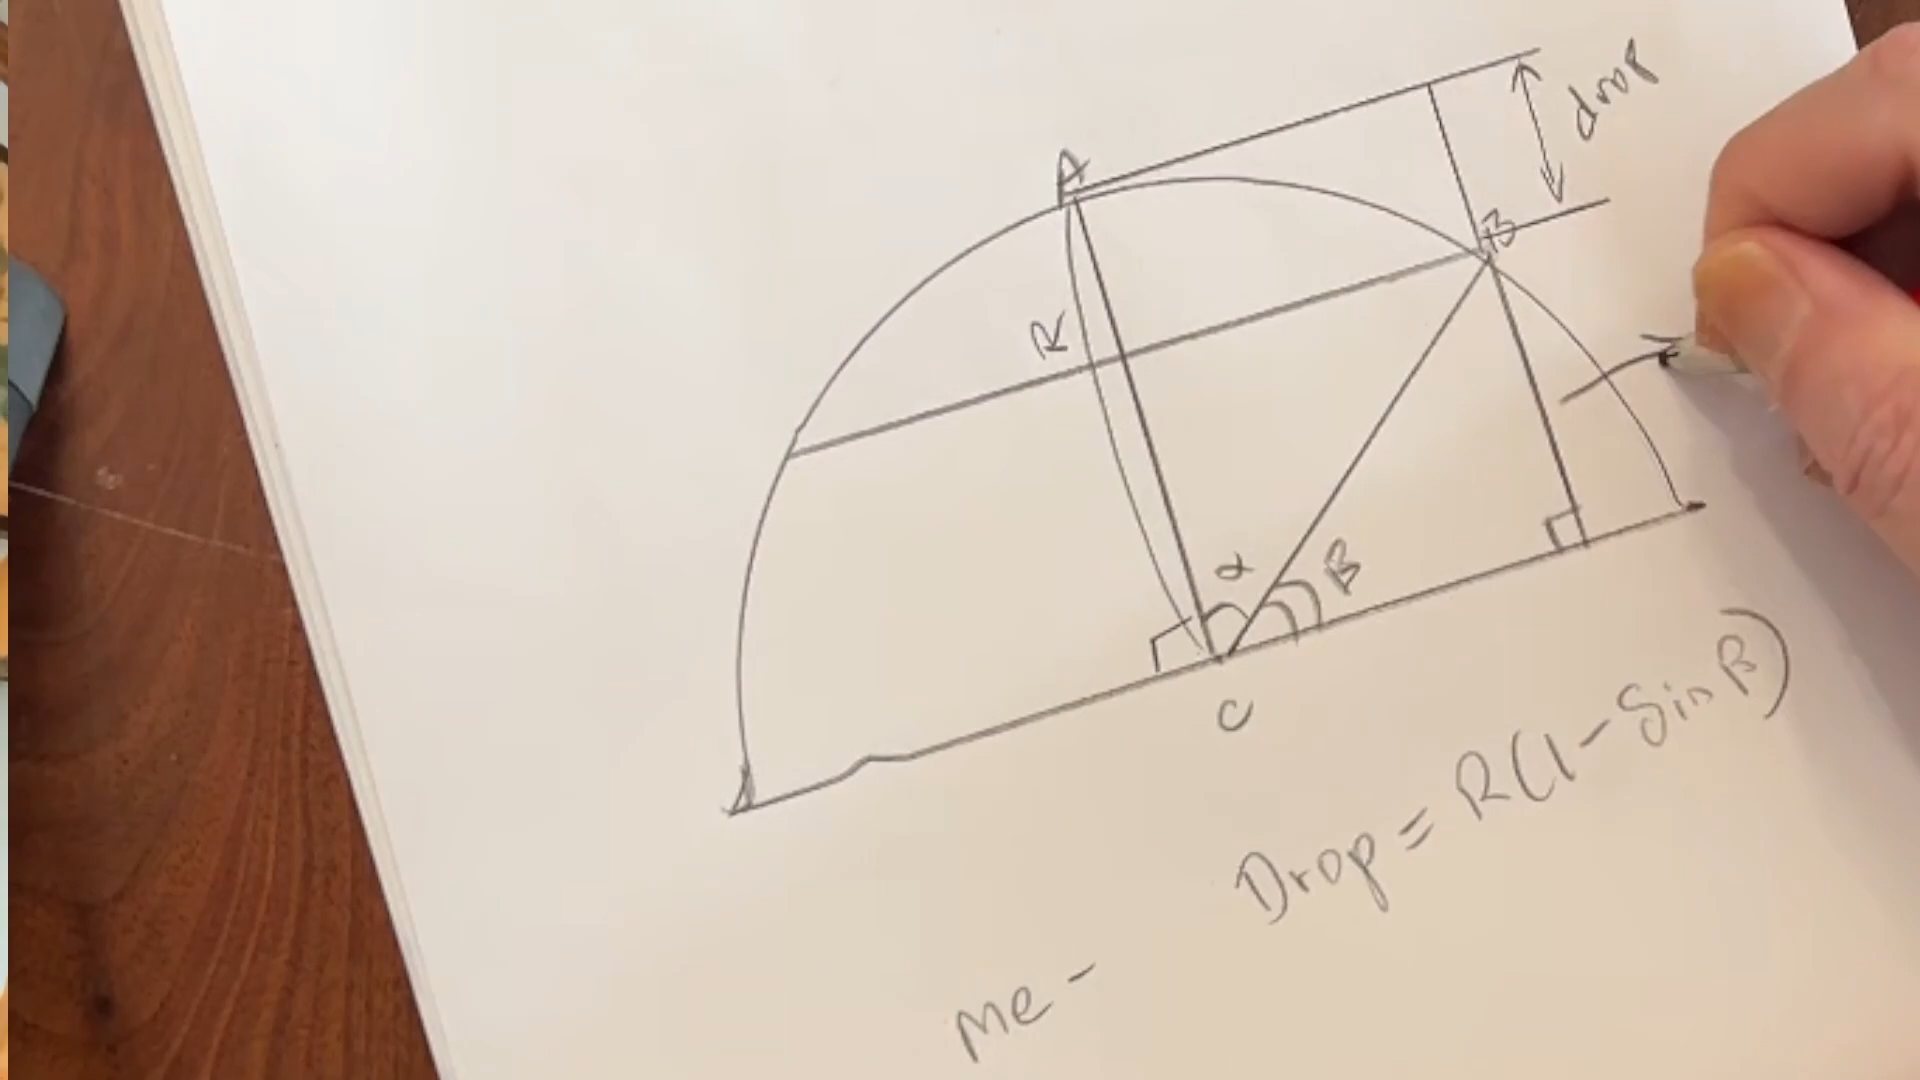 drop
A
B
R
α
β
C
Drop = R(1 - Sin β)
Me -